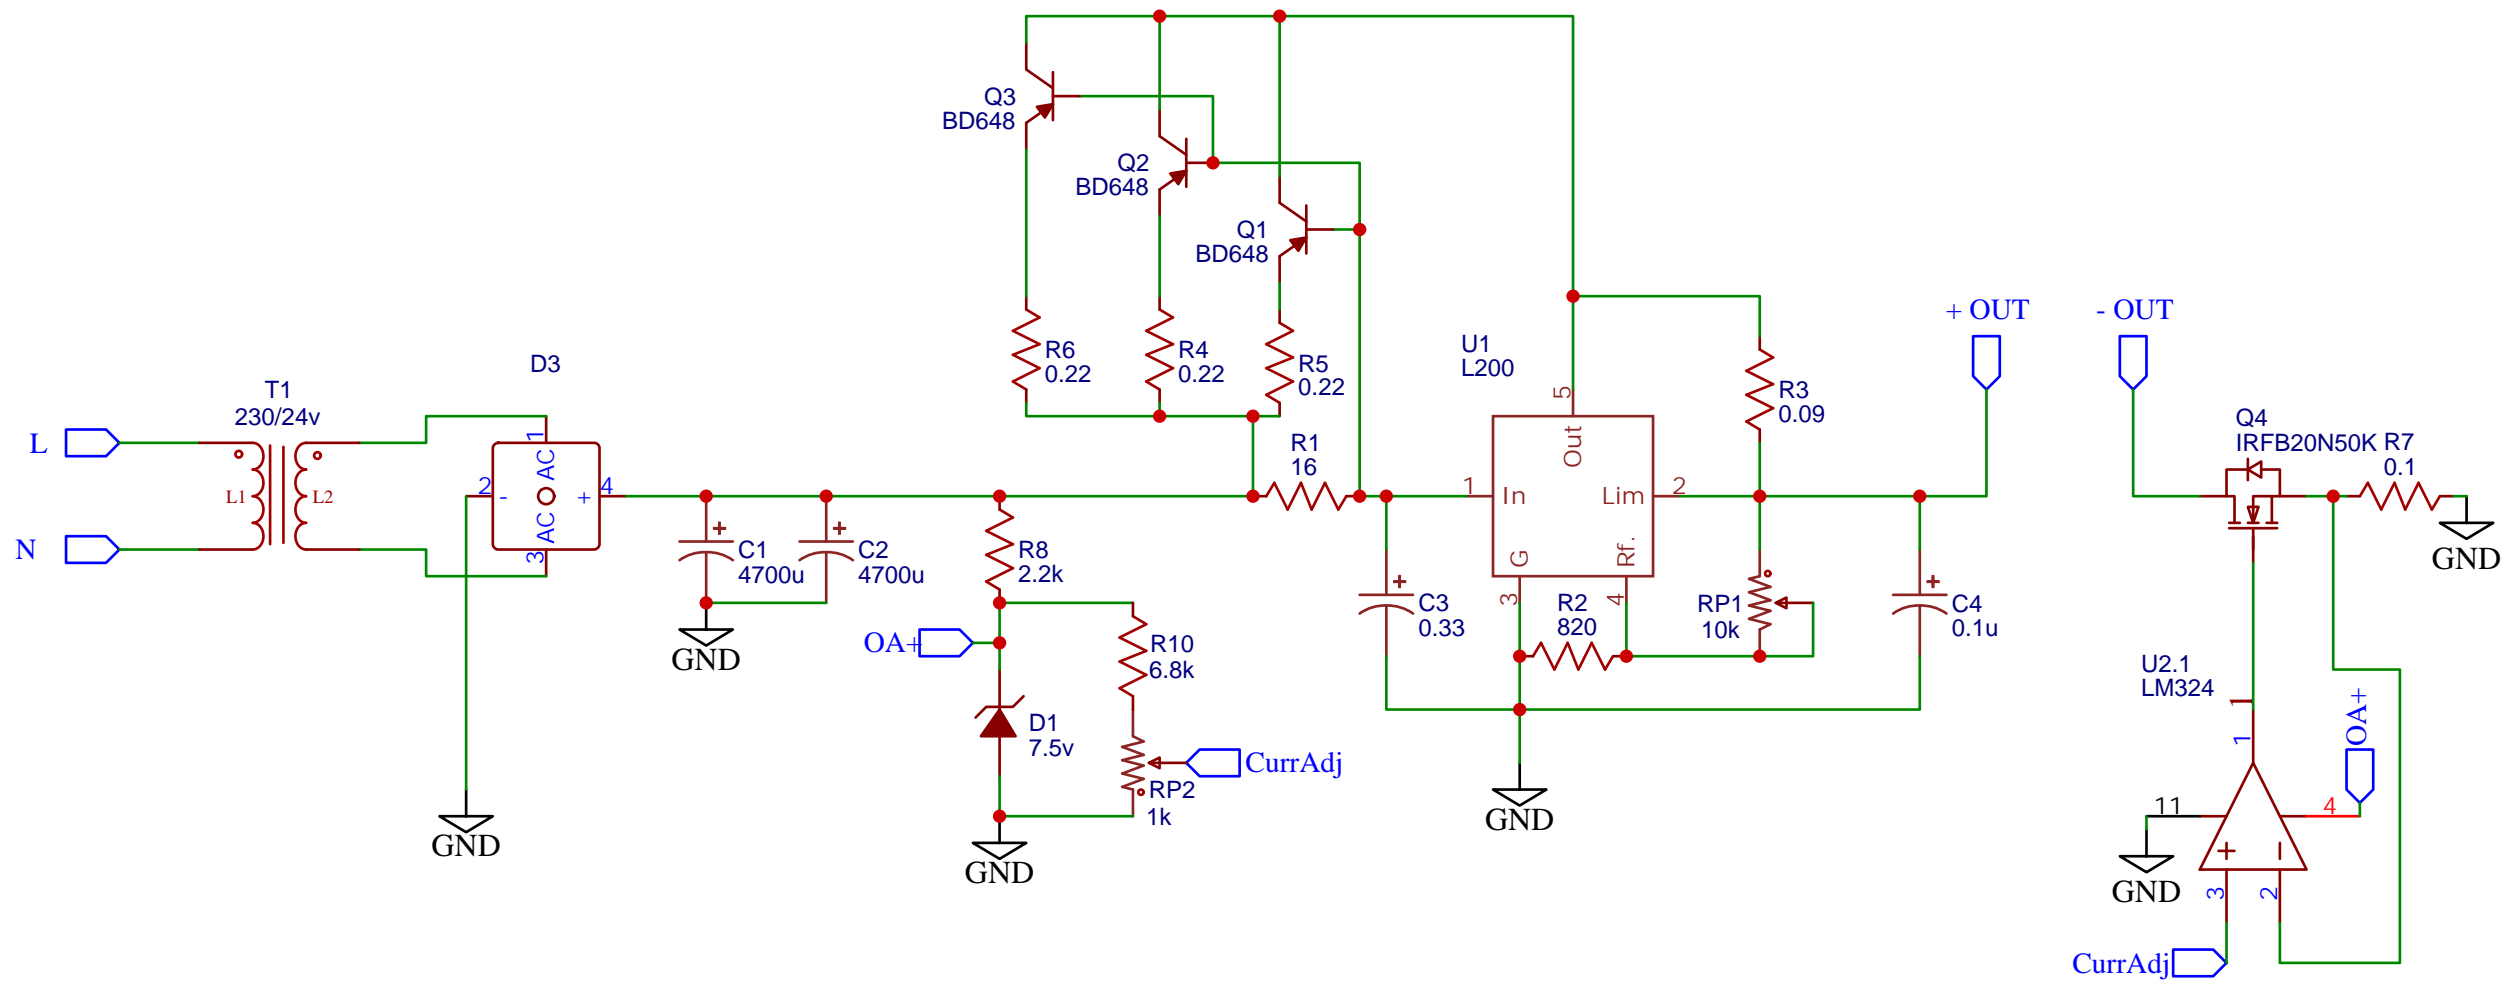 L
N
T1
230/24v
L1
L2
D3
1
AC
2
-
+
4
AC
3
GND
C1
4700u
C2
4700u
GND
Q3
BD648
Q2
BD648
Q1
BD648
R6
0.22
R4
0.22
R5
0.22
R1
16
R8
2.2k
OA+
R10
6.8k
D1
7.5v
CurrAdj
RP2
1k
GND
U1
L200
5
Out
1
In
Lim
2
G
Rf.
3
4
R2
820
C3
0.33
R3
0.09
RP1
10k
C4
0.1u
GND
+ OUT
- OUT
Q4
IRFB20N50K
R7
0.1
GND
U2.1
LM324
1
1
OA+
11
4
GND
+
-
3
2
CurrAdj